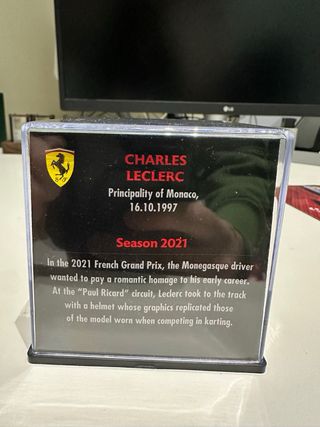 LG
CHARLES
LECLERC
Principality of Monaco,
16.10.1997
Season 2021
In the 2021 French Grand Prix, the Monegasque driver
wanted to pay a romantic homage to his early career.
At the "Paul Ricard" circuit, Leclerc took to the track
with a helmet whose graphics replicated those
of the model worn when competing in karting.